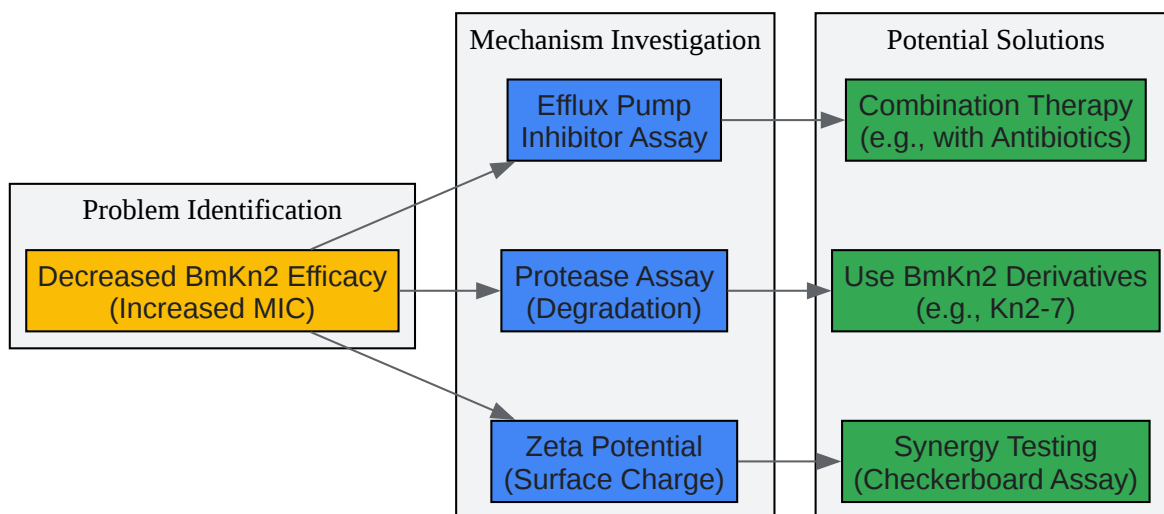 Problem Identification
Decreased BmKn2 Efficacy
(Increased MIC)
Mechanism Investigation
Efflux Pump
Inhibitor Assay
Protease Assay
(Degradation)
Zeta Potential
(Surface Charge)
Potential Solutions
Combination Therapy
(e.g., with Antibiotics)
Use BmKn2 Derivatives
(e.g., Kn2-7)
Synergy Testing
(Checkerboard Assay)